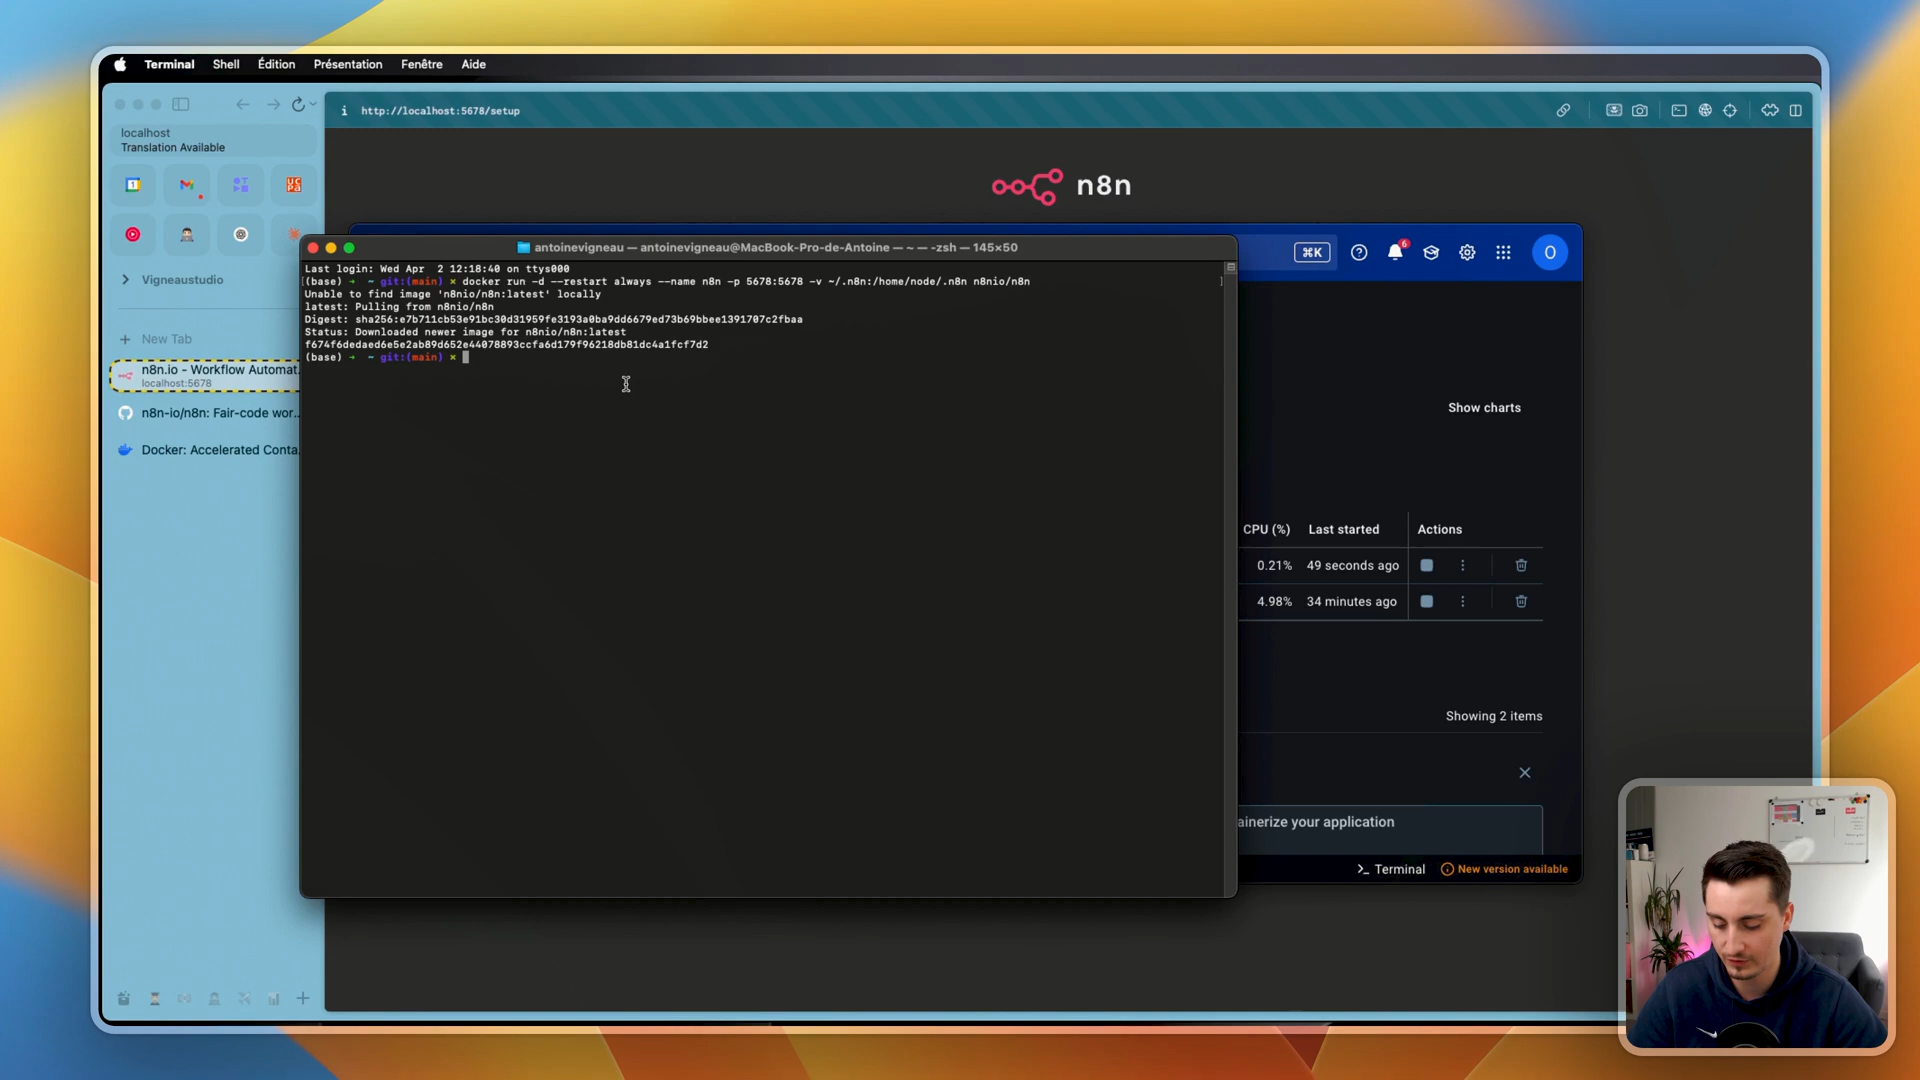 Terminal Shell Édition Présentation Fenêtre Aide
http://localhost:5678/setup
localhost
Translation Available
Vigneaustudio
New Tab
n8n.io - Workflow Automat
localhost:5678
n8n-io/n8n: Fair-code wor...
Docker: Accelerated Conta
n8n
⌘K
6
O
antoinevigneau — antoinevigneau@MacBook-Pro-de-Antoine — ~ — -zsh — 145×50
Last login: Wed Apr  2 12:18:40 on ttys000
(base) → ~ git:(main) × docker run -d --restart always --name n8n -p 5678:5678 -v ~/.n8n:/home/node/.n8n n8nio/n8n
Unable to find image 'n8nio/n8n:latest' locally
latest: Pulling from n8nio/n8n
Digest: sha256:e7b711cb53e91bc30d31959fe3193a0ba9dd6679ed73b69bbee1391707c2fbaa
Status: Downloaded newer image for n8nio/n8n:latest
f674f6dedaed6e5e2ab89d652e44078893ccfa6d179f96218db81dc4a1fcf7d2
(base) → ~ git:(main) ×
Show charts
CPU (%) Last started Actions
0.21% 49 seconds ago
4.98% 34 minutes ago
Showing 2 items
ainerize your application
>_ Terminal New version available